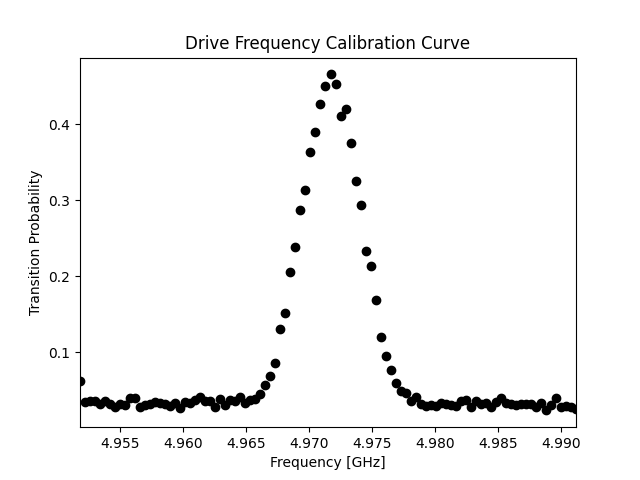 Drive Frequency Calibration Curve
Transition Probability
0.4
0.3
0.2
0.1
4.955 4.960 4.965 4.970 4.975 4.980 4.985 4.990
Frequency [GHz]